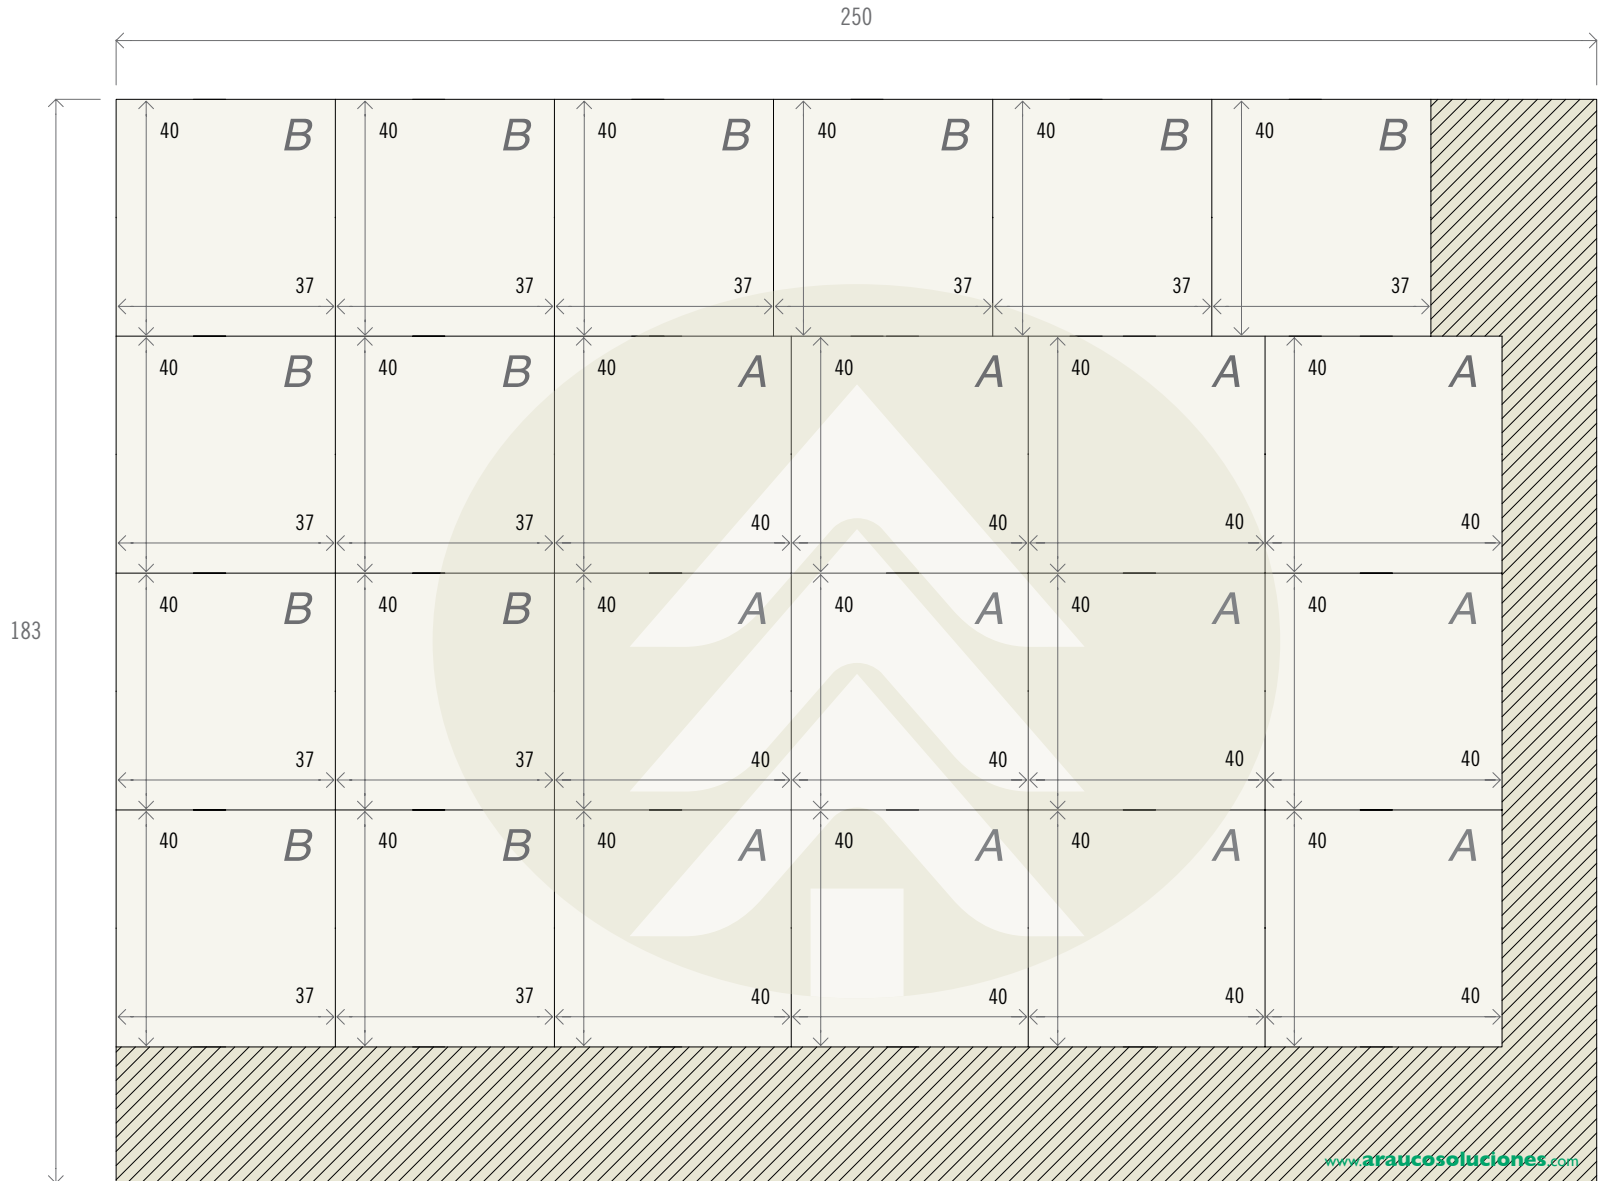 250
40 B 40 B 40 B 40 B 40 B 40 B
37 37 37 37 37 37
40 B 40 B 40 A 40 A 40 A 40 A
37 37 40 40 40 40
40 B 40 B 40 A 40 A 40 A 40 A
183
37 37 40 40 40 40
40 B 40 B 40 A 40 A 40 A 40 A
37 37 40 40 40 40
www.araucosoluciones.com